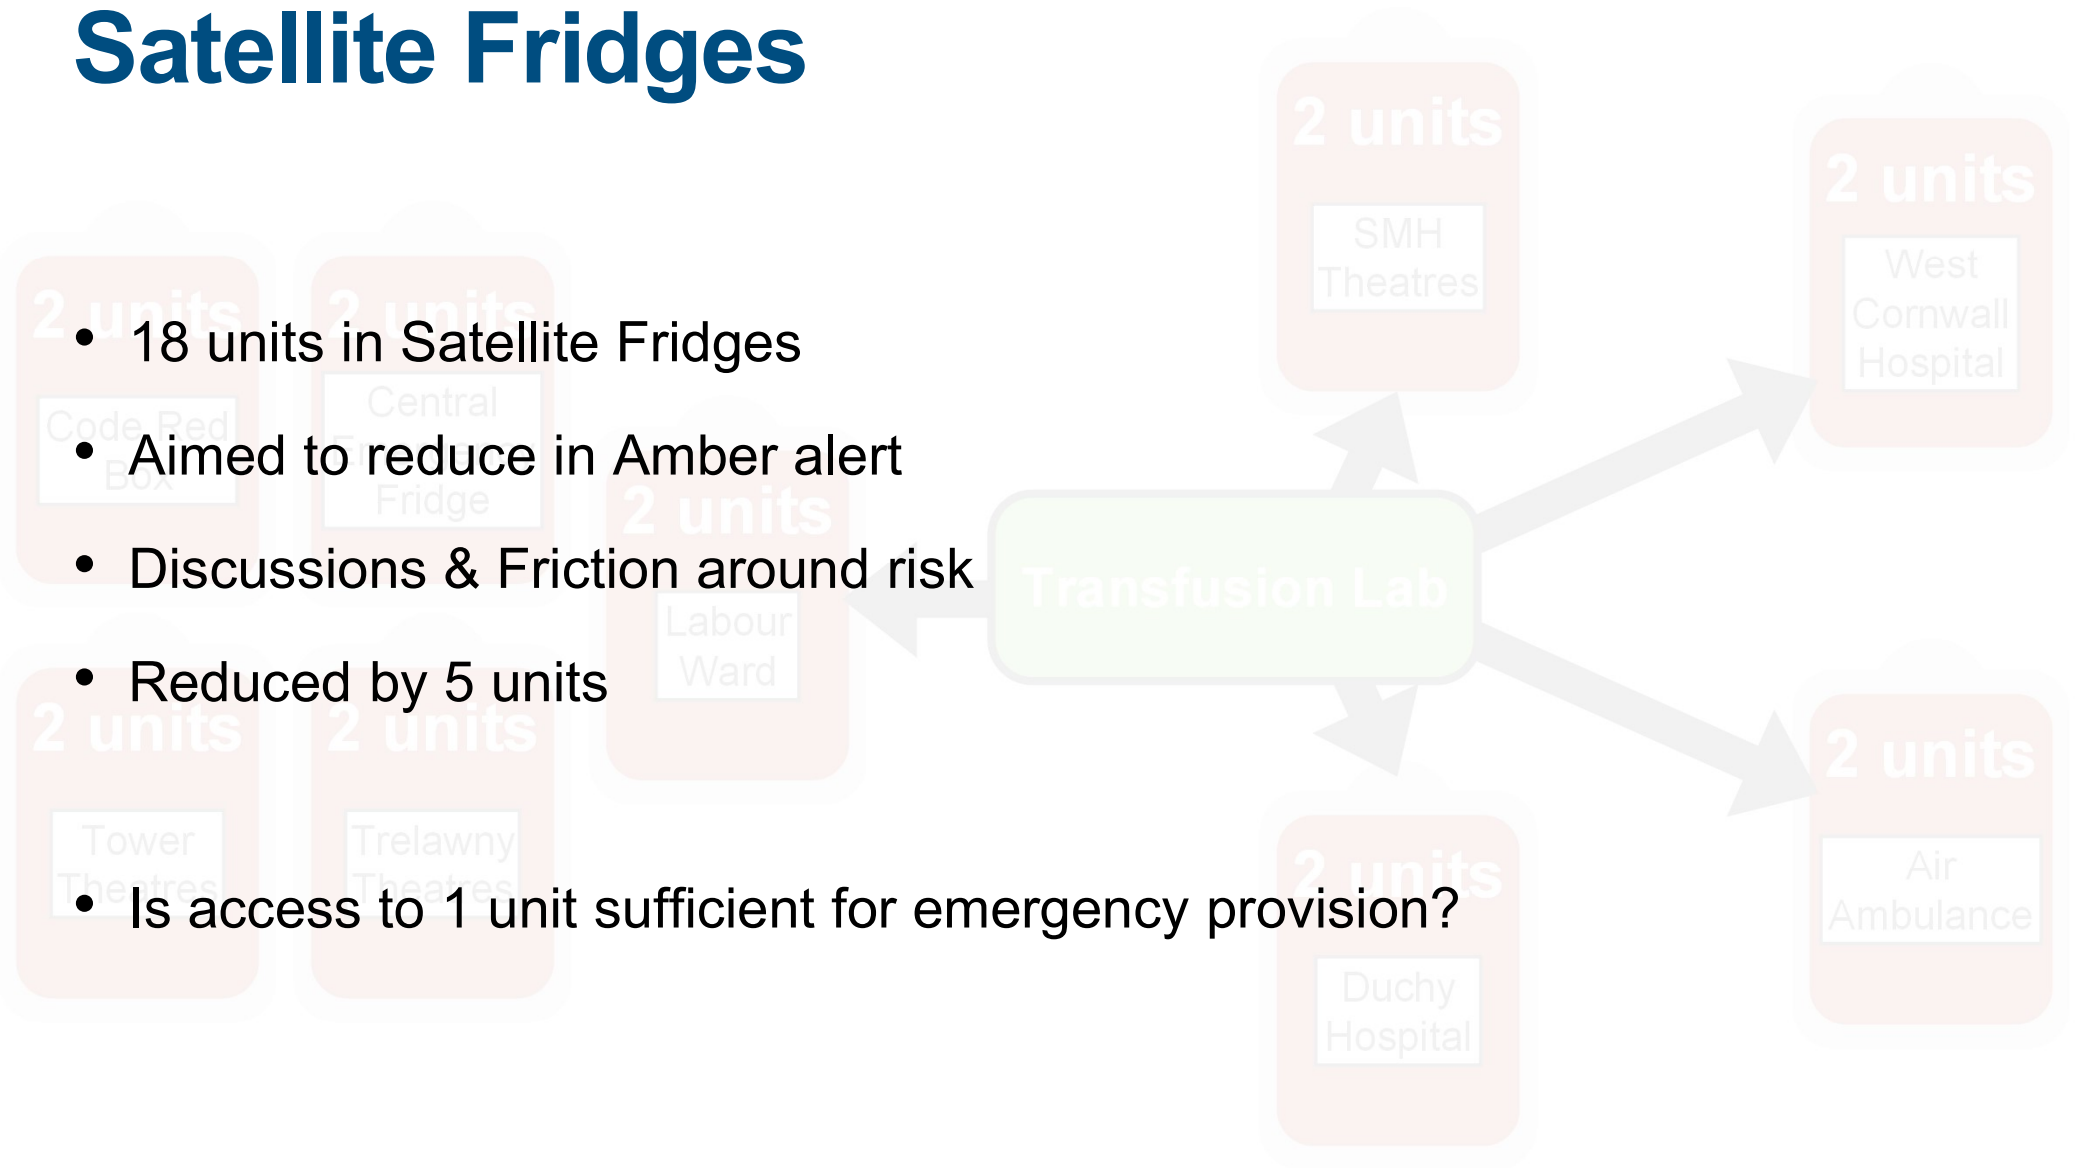 Satellite Fridges
• 18 units in Satellite Fridges
• Aimed to reduce in Amber alert
• Discussions & Friction around risk
• Reduced by 5 units
• Is access to 1 unit sufficient for emergency provision?
2 units
Code Red
Box
2 units
Central
Fridge
2 units
Labour
Ward
2 units
Tower
Theatres
2 units
Trelawny
Theatres
Transfusion Lab
2 units
SMH
Theatres
2 units
West
Cornwall
Hospital
2 units
Duchy
Hospital
2 units
Air
Ambulance